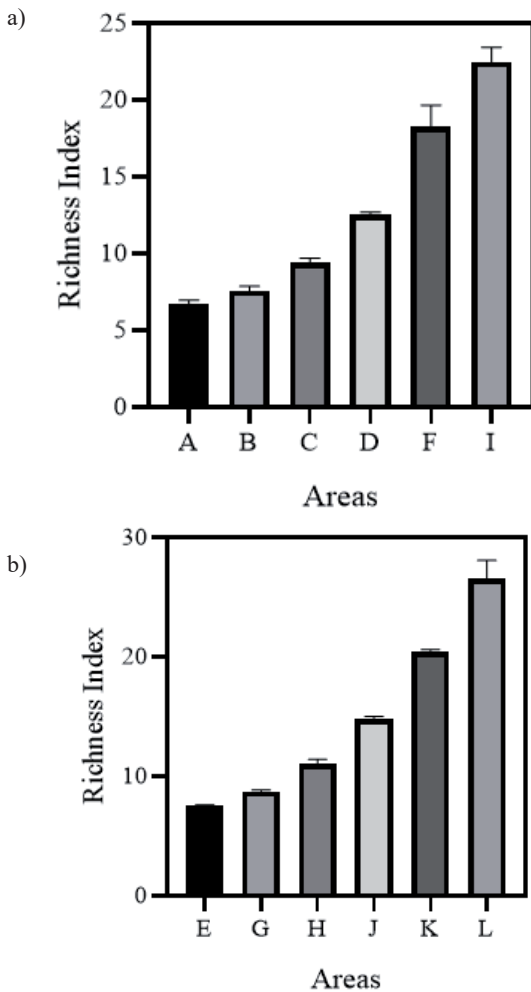 a)
25
20
15
10
5
0
Richness Index
A B C D F I
Areas
b)
30
20
10
0
Richness Index
E G H J K L
Areas